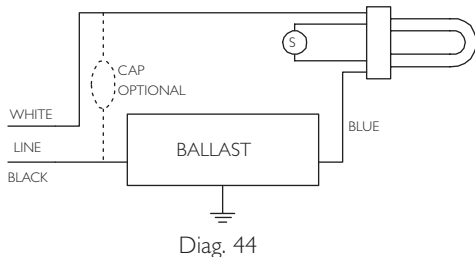 S
CAP
OPTIONAL
WHITE
LINE
BLACK
BALLAST
BLUE
Diag. 44